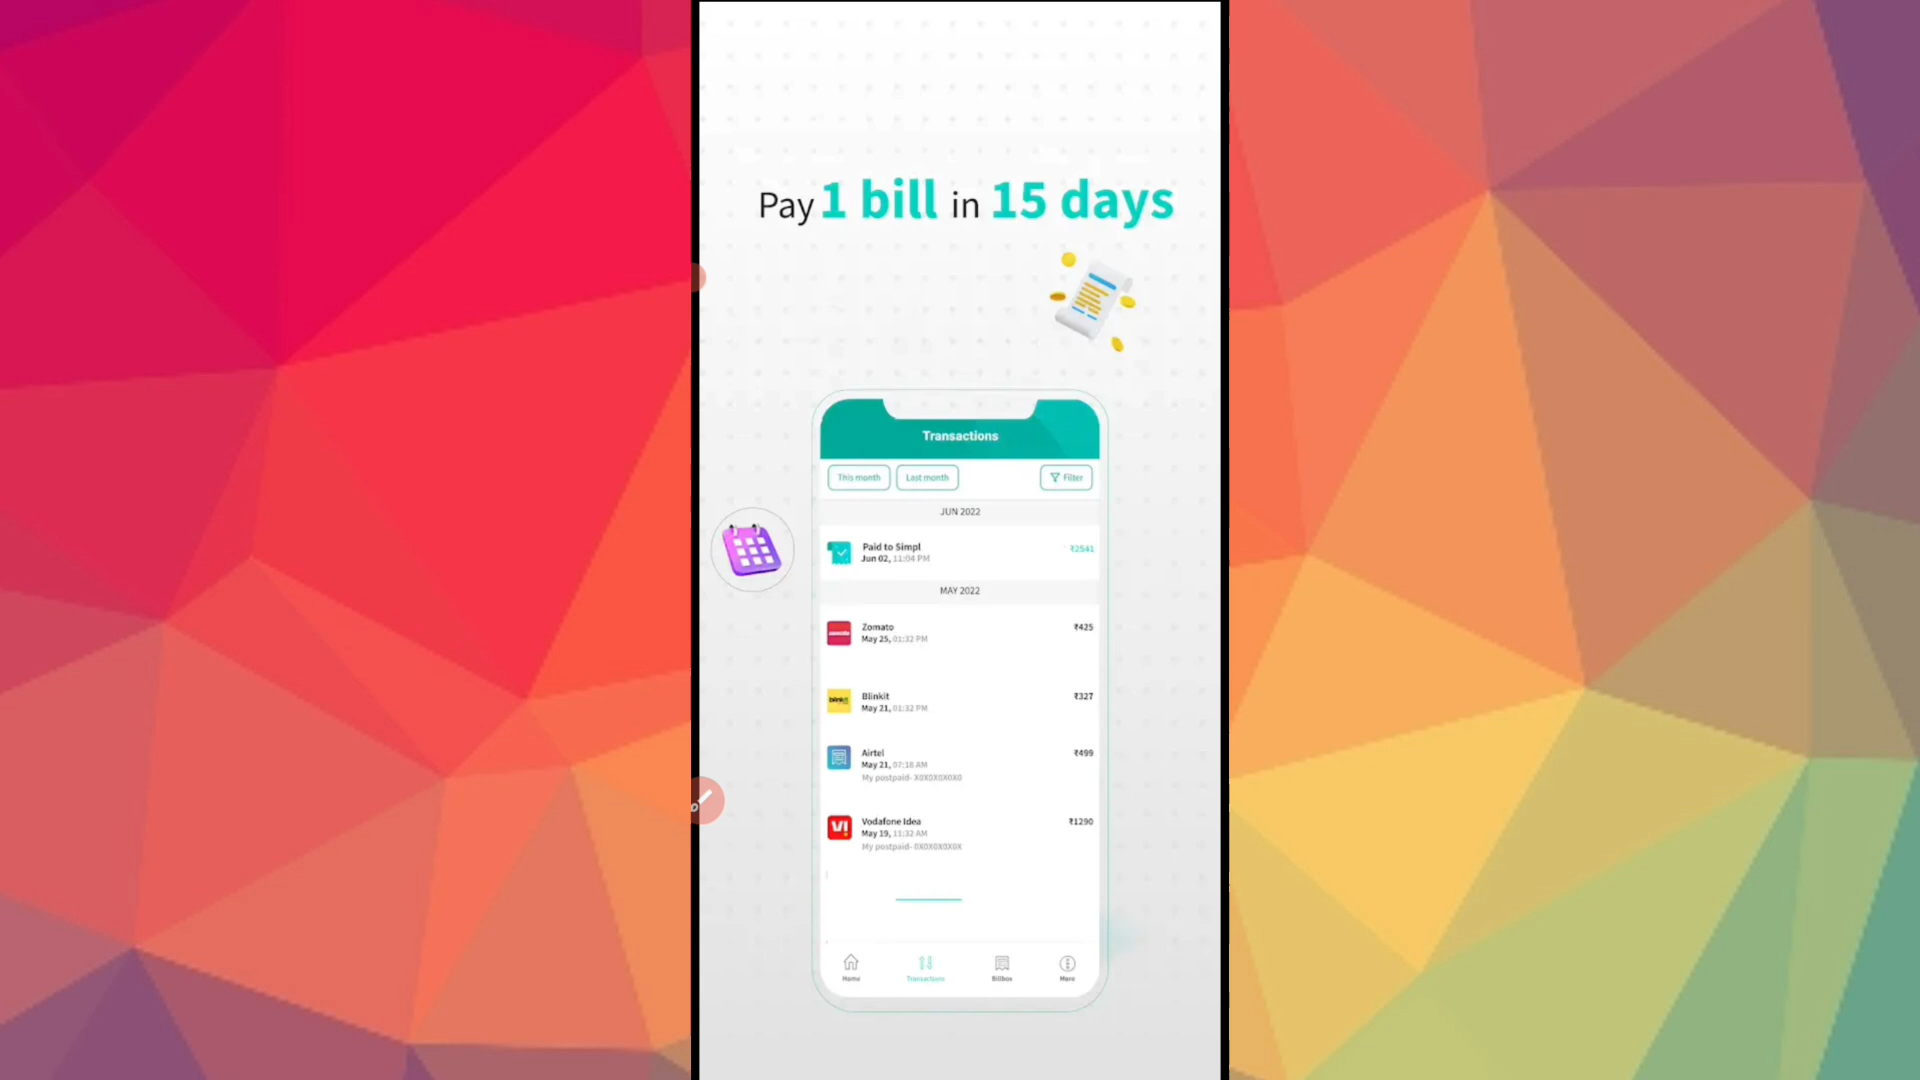 Pay 1 bill in 15 days
Transactions
This month
Last month
Filter
JUN 2022
Paid to Simpl
₹2541
Jun 02, 11:04 PM
MAY 2022
zomato
Zomato
₹425
May 25, 01:32 PM
blinkit
Blinkit
₹327
May 21, 01:32 PM
Airtel
₹499
May 21, 07:18 AM
My postpaid- X0X0X0X0X0
VI
Vodafone Idea
₹1290
May 19, 11:32 AM
My postpaid- 0X0X0X0X0X
Home
Transactions
Billbox
More